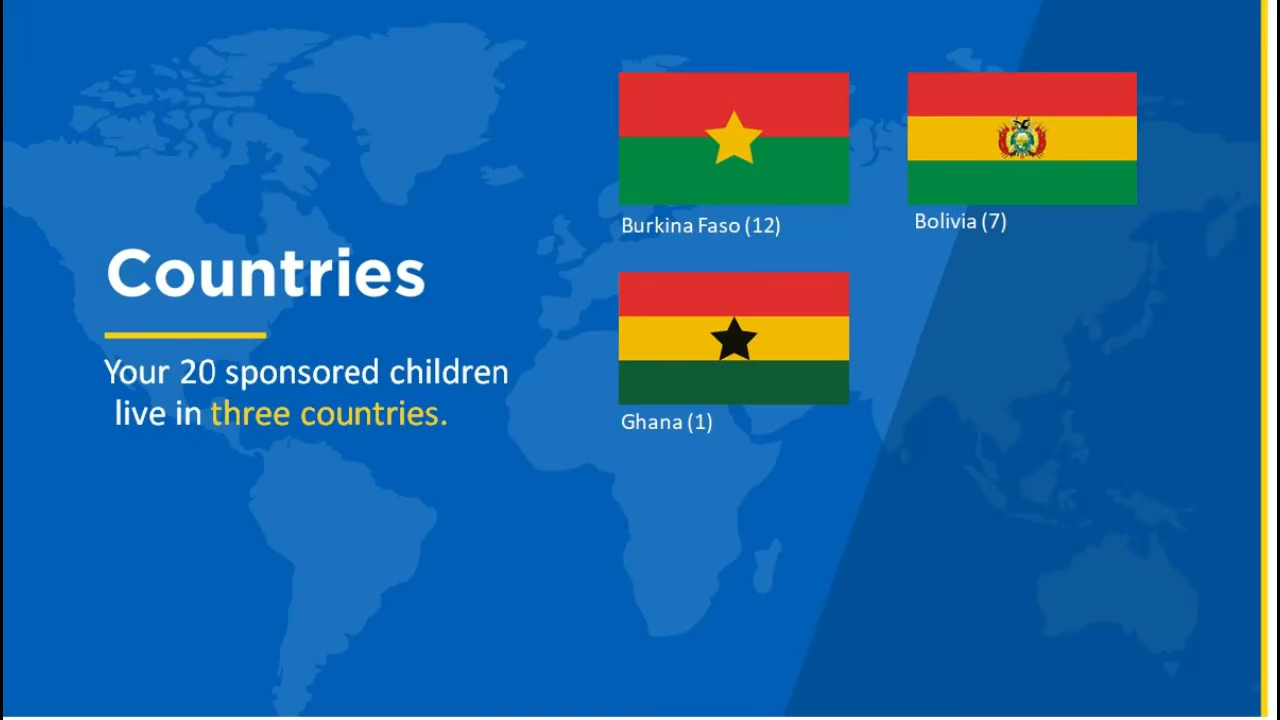 Countries
Your 20 sponsored children
live in three countries.
Burkina Faso (12)
Bolivia (7)
Ghana (1)